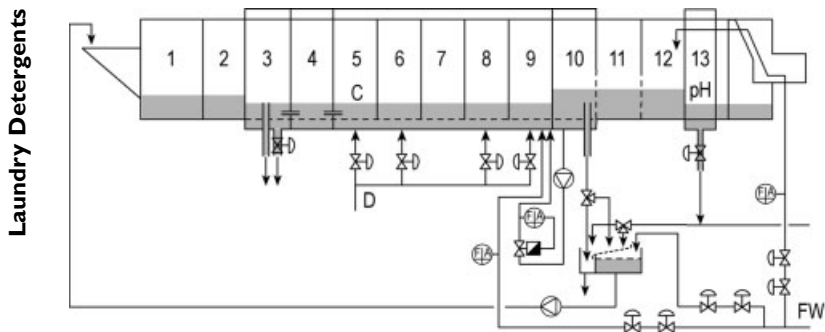 Laundry Detergents
1 2 3 4 5 6 7 8 9 10 11 12 13
C pH
D
FIA
FIA
FIA
FW